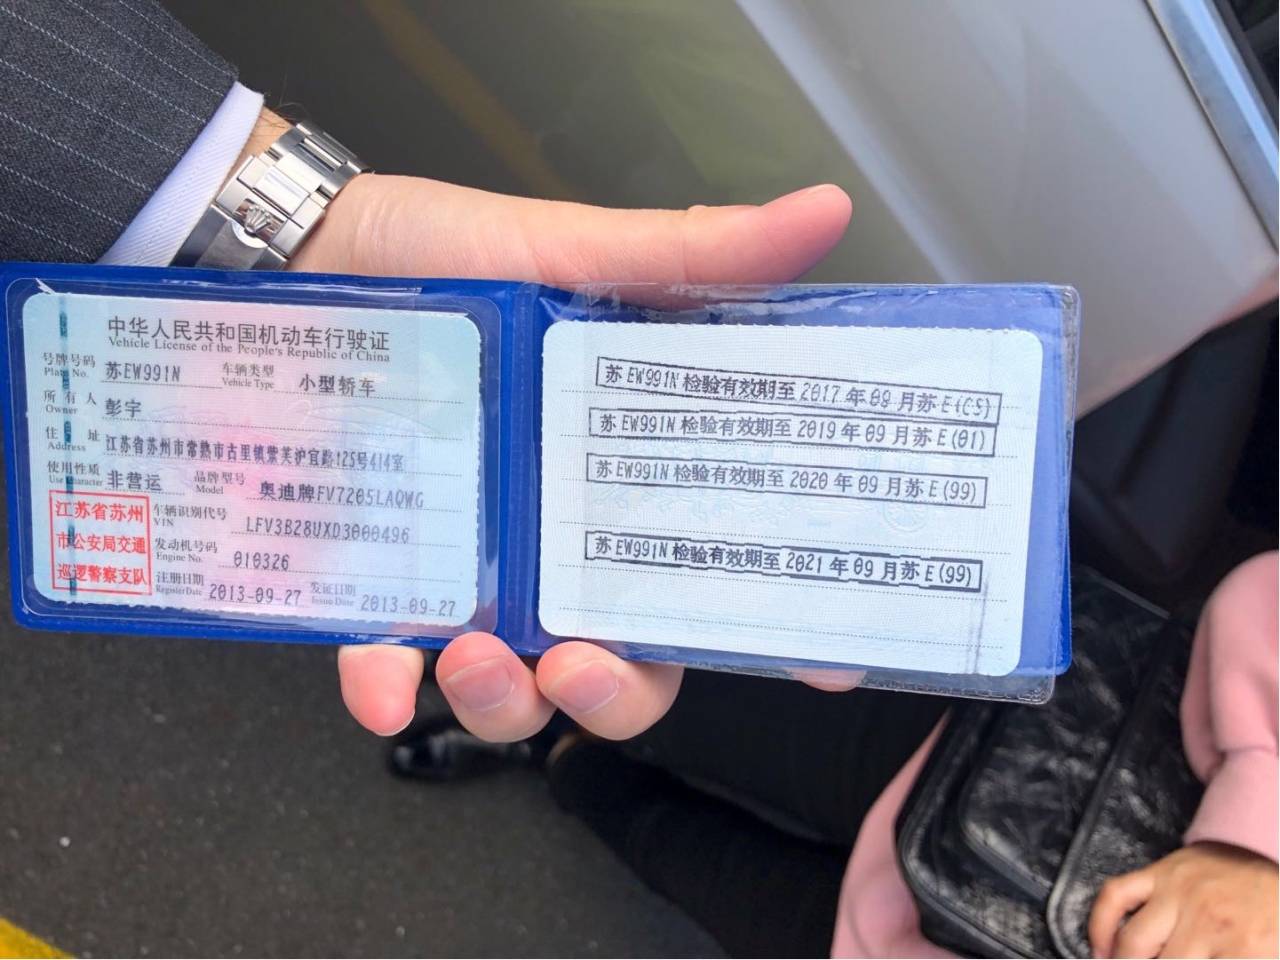 中华人民共和国机动车行驶证
Vehicle License of the People's Republic of China
号牌号码 苏EW991N 车辆类型 小型轿车
Plate No. Vehicle Type
所有人 彭宇
Owner
住址 江苏省苏州市常熟市古里镇紫芙护宜路125号414室
Address
使用性质 非营运 品牌型号 奥迪牌FV7205LAQWG
Use Character Model
江苏省苏州
市公安局交通
巡逻警察支队
车辆识别代号 LFV3B28UXD3000496
VIN
发动机号码 010326
Engine No.
注册日期 2013-09-27 发证日期 2013-09-27
Register Date Issue Date
苏EW991N检验有效期至2017年09月苏E(CS)
苏EW991N检验有效期至2019年09月苏E(01)
苏EW991N检验有效期至2020年09月苏E(99)
苏EW991N检验有效期至2021年09月苏E(99)